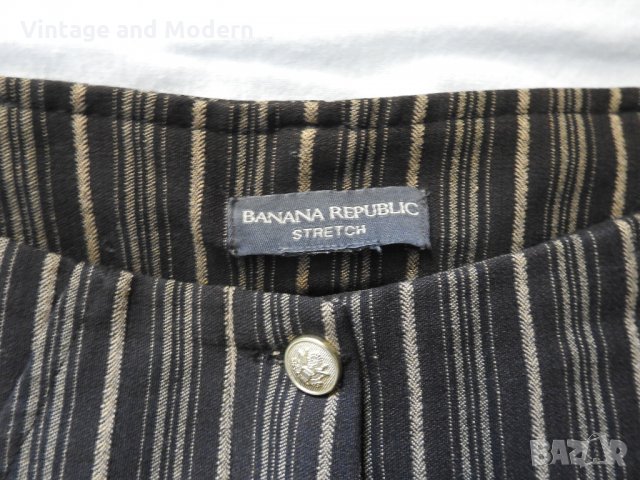 Vintage and Modern
BANANA REPUBLIC
STRETCH
BAZAR